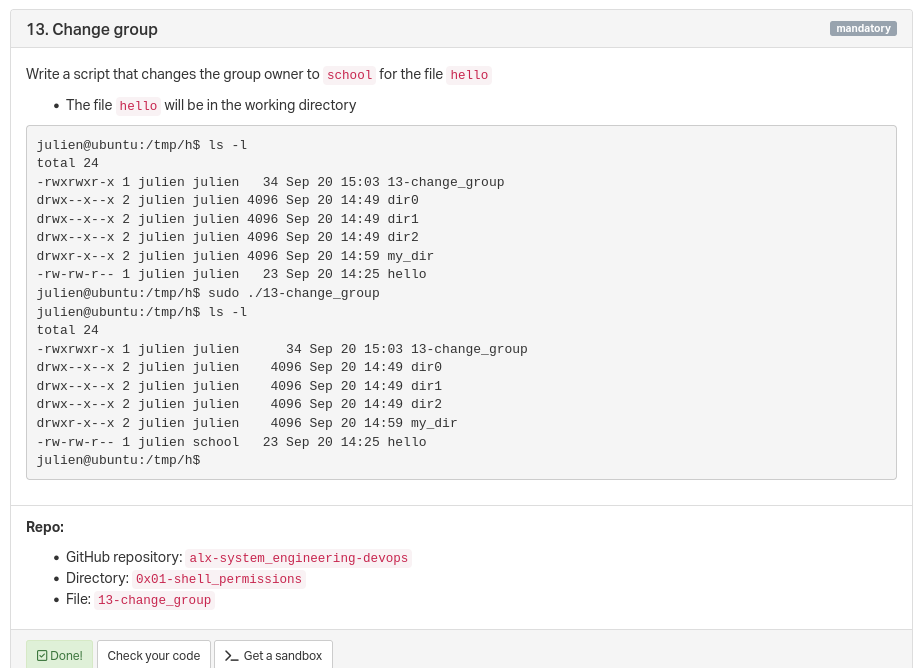 13. Change group
mandatory
Write a script that changes the group owner to school for the file hello
• The file hello will be in the working directory
julien@ubuntu:/tmp/h$ ls -l
total 24
-rwxrwxr-x 1 julien julien   34 Sep 20 15:03 13-change_group
drwx--x--x 2 julien julien 4096 Sep 20 14:49 dir0
drwx--x--x 2 julien julien 4096 Sep 20 14:49 dir1
drwx--x--x 2 julien julien 4096 Sep 20 14:49 dir2
drwxr-x--x 2 julien julien 4096 Sep 20 14:59 my_dir
-rw-rw-r-- 1 julien julien   23 Sep 20 14:25 hello
julien@ubuntu:/tmp/h$ sudo ./13-change_group
julien@ubuntu:/tmp/h$ ls -l
total 24
-rwxrwxr-x 1 julien julien      34 Sep 20 15:03 13-change_group
drwx--x--x 2 julien julien    4096 Sep 20 14:49 dir0
drwx--x--x 2 julien julien    4096 Sep 20 14:49 dir1
drwx--x--x 2 julien julien    4096 Sep 20 14:49 dir2
drwxr-x--x 2 julien julien    4096 Sep 20 14:59 my_dir
-rw-rw-r-- 1 julien school   23 Sep 20 14:25 hello
julien@ubuntu:/tmp/h$
Repo:
• GitHub repository: alx-system_engineering-devops
• Directory: 0x01-shell_permissions
• File: 13-change_group
Done! Check your code >_ Get a sandbox